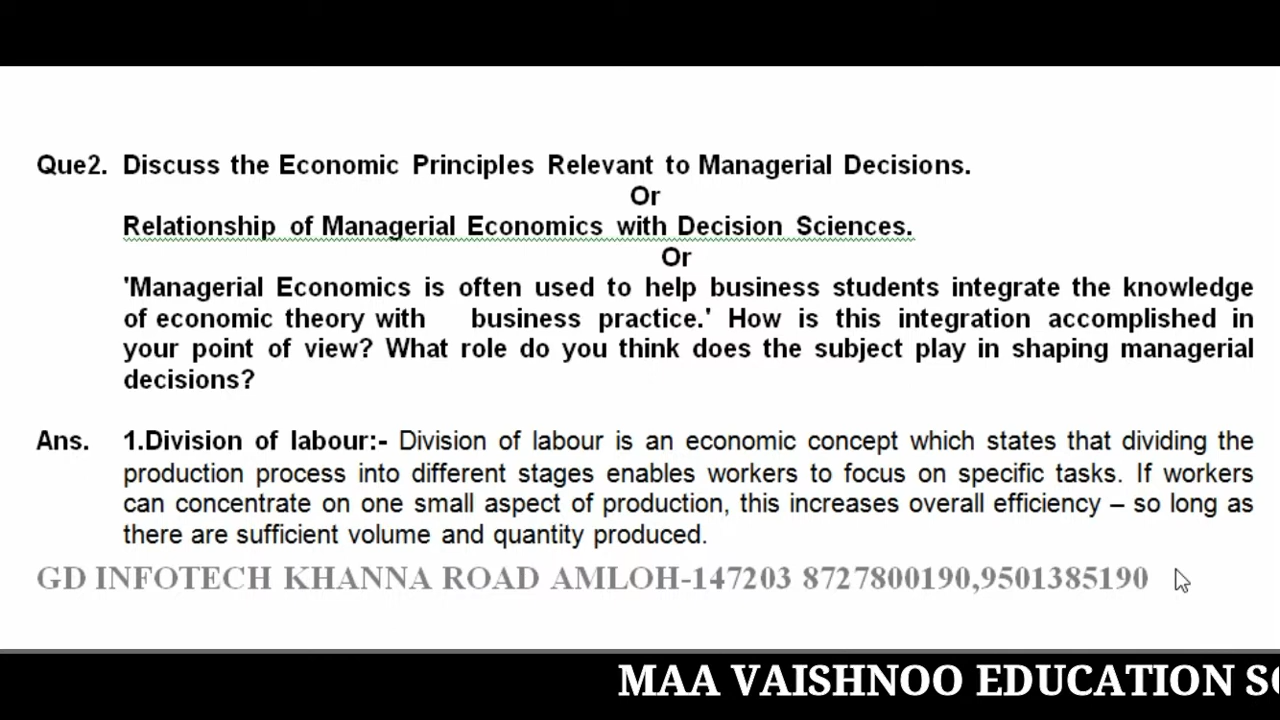 Que2. Discuss the Economic Principles Relevant to Managerial Decisions.
Or
Relationship of Managerial Economics with Decision Sciences.
Or
'Managerial Economics is often used to help business students integrate the knowledge
of economic theory with business practice.' How is this integration accomplished in
your point of view? What role do you think does the subject play in shaping managerial
decisions?
Ans. 1.Division of labour:- Division of labour is an economic concept which states that dividing the
production process into different stages enables workers to focus on specific tasks. If workers
can concentrate on one small aspect of production, this increases overall efficiency – so long as
there are sufficient volume and quantity produced.
GD INFOTECH KHANNA ROAD AMLOH-147203 8727800190,9501385190
MAA VAISHNOO EDUCATION